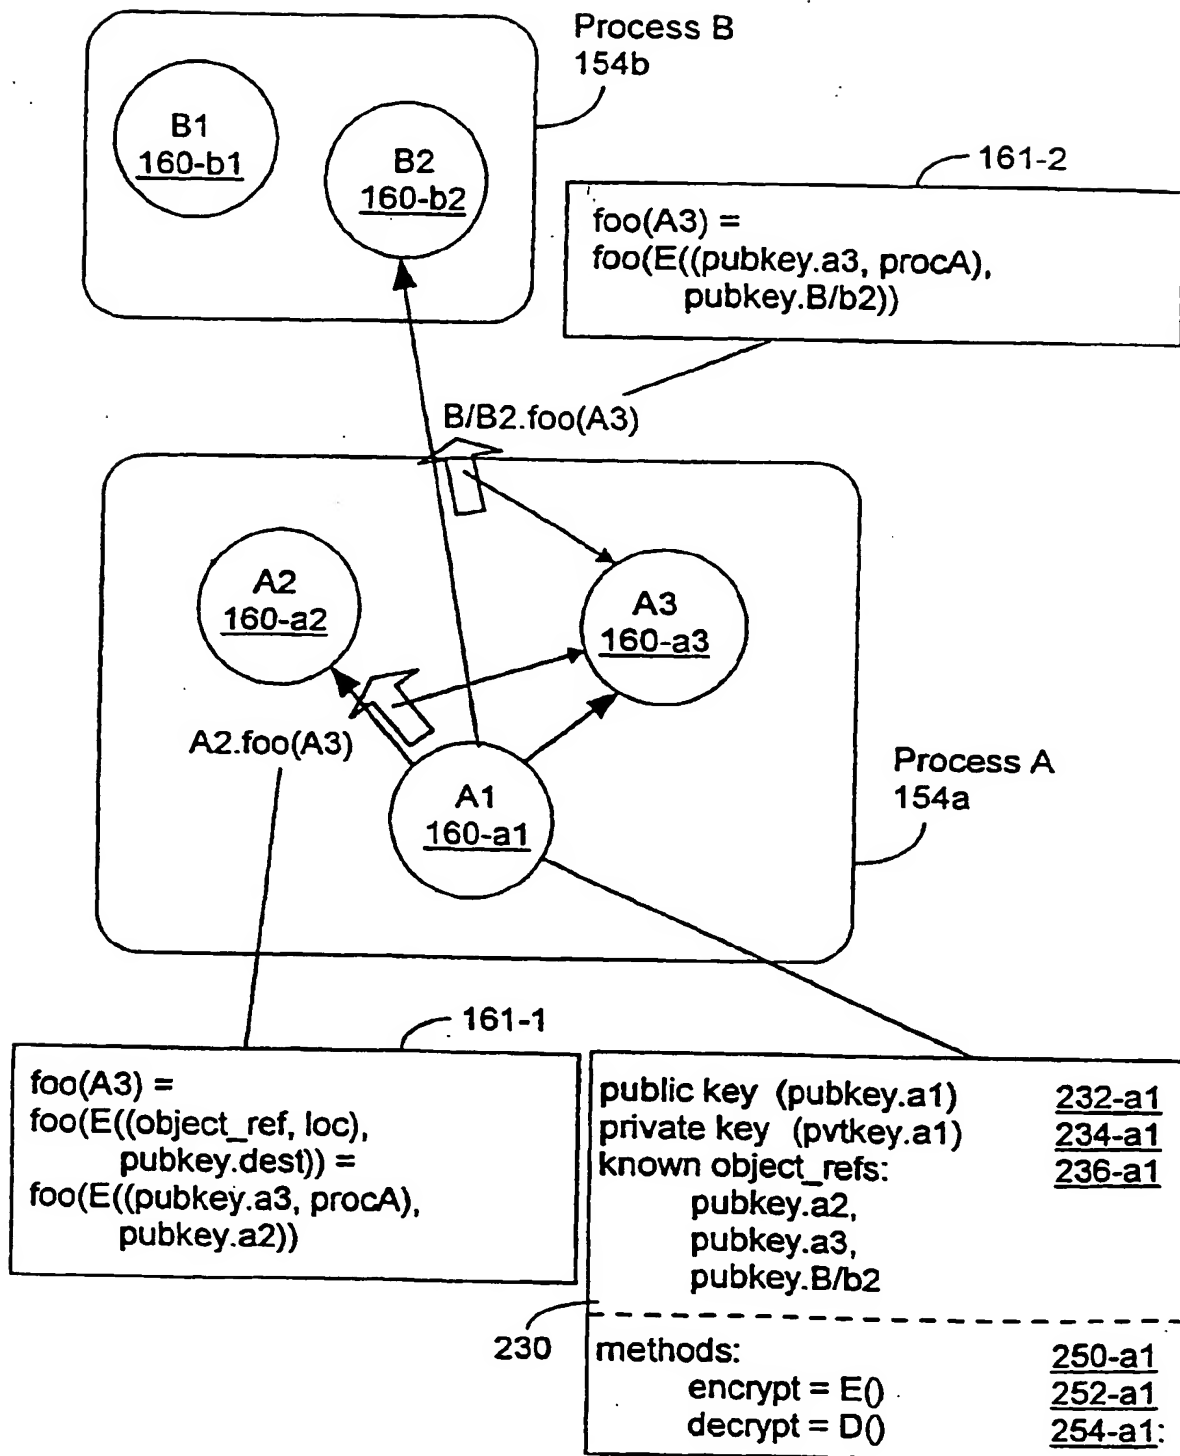 Process B
154b
B1
160-b1
B2
160-b2
161-2
foo(A3) =
foo(E((pubkey.a3, procA),
pubkey.B/b2))
B/B2.foo(A3)
A2
160-a2
A3
160-a3
A2.foo(A3)
A1
160-a1
Process A
154a
161-1
foo(A3) =
foo(E((object_ref, loc),
pubkey.dest)) =
foo(E((pubkey.a3, procA),
pubkey.a2))
public key (pubkey.a1) 232-a1
private key (pvtkey.a1) 234-a1
known object_refs: 236-a1
pubkey.a2,
pubkey.a3,
pubkey.B/b2
230
methods: 250-a1
encrypt = E() 252-a1
decrypt = D() 254-a1: